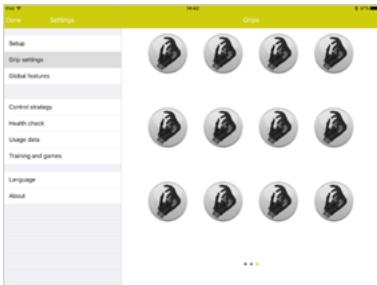 iPad 14:42 97%
Done Settings Grips
Setup
Grip settings
Global features
Control strategy
Health check
Usage data
Training and games
Language
About